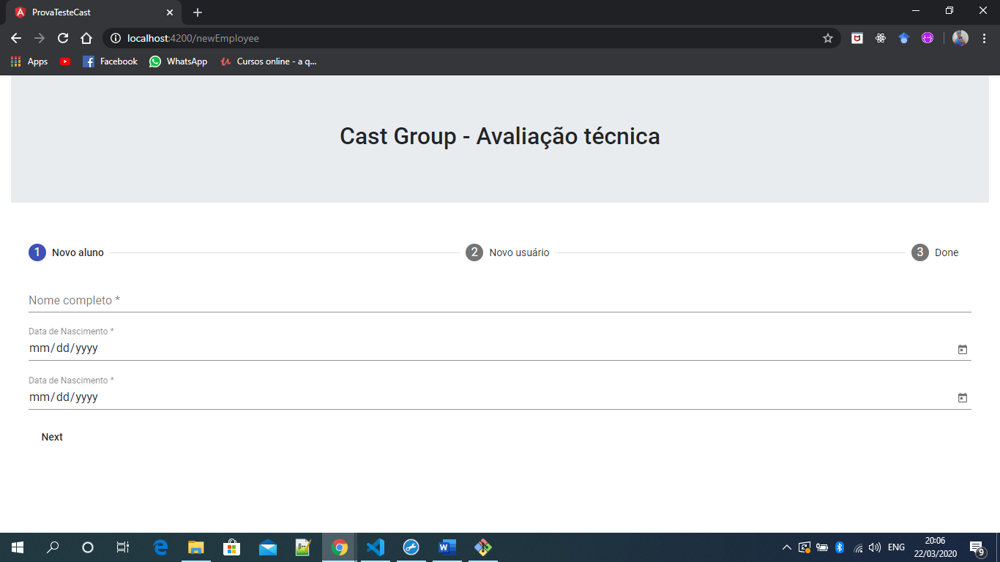 ProvaTesteCast
localhost:4200/newEmployee
Apps Facebook WhatsApp Cursos online - a q...
Cast Group - Avaliação técnica
1 Novo aluno 2 Novo usuário 3 Done
Nome completo *
Data de Nascimento *
mm/dd/yyyy
Data de Nascimento *
mm/dd/yyyy
Next
ENG
20:06
22/03/2020
9